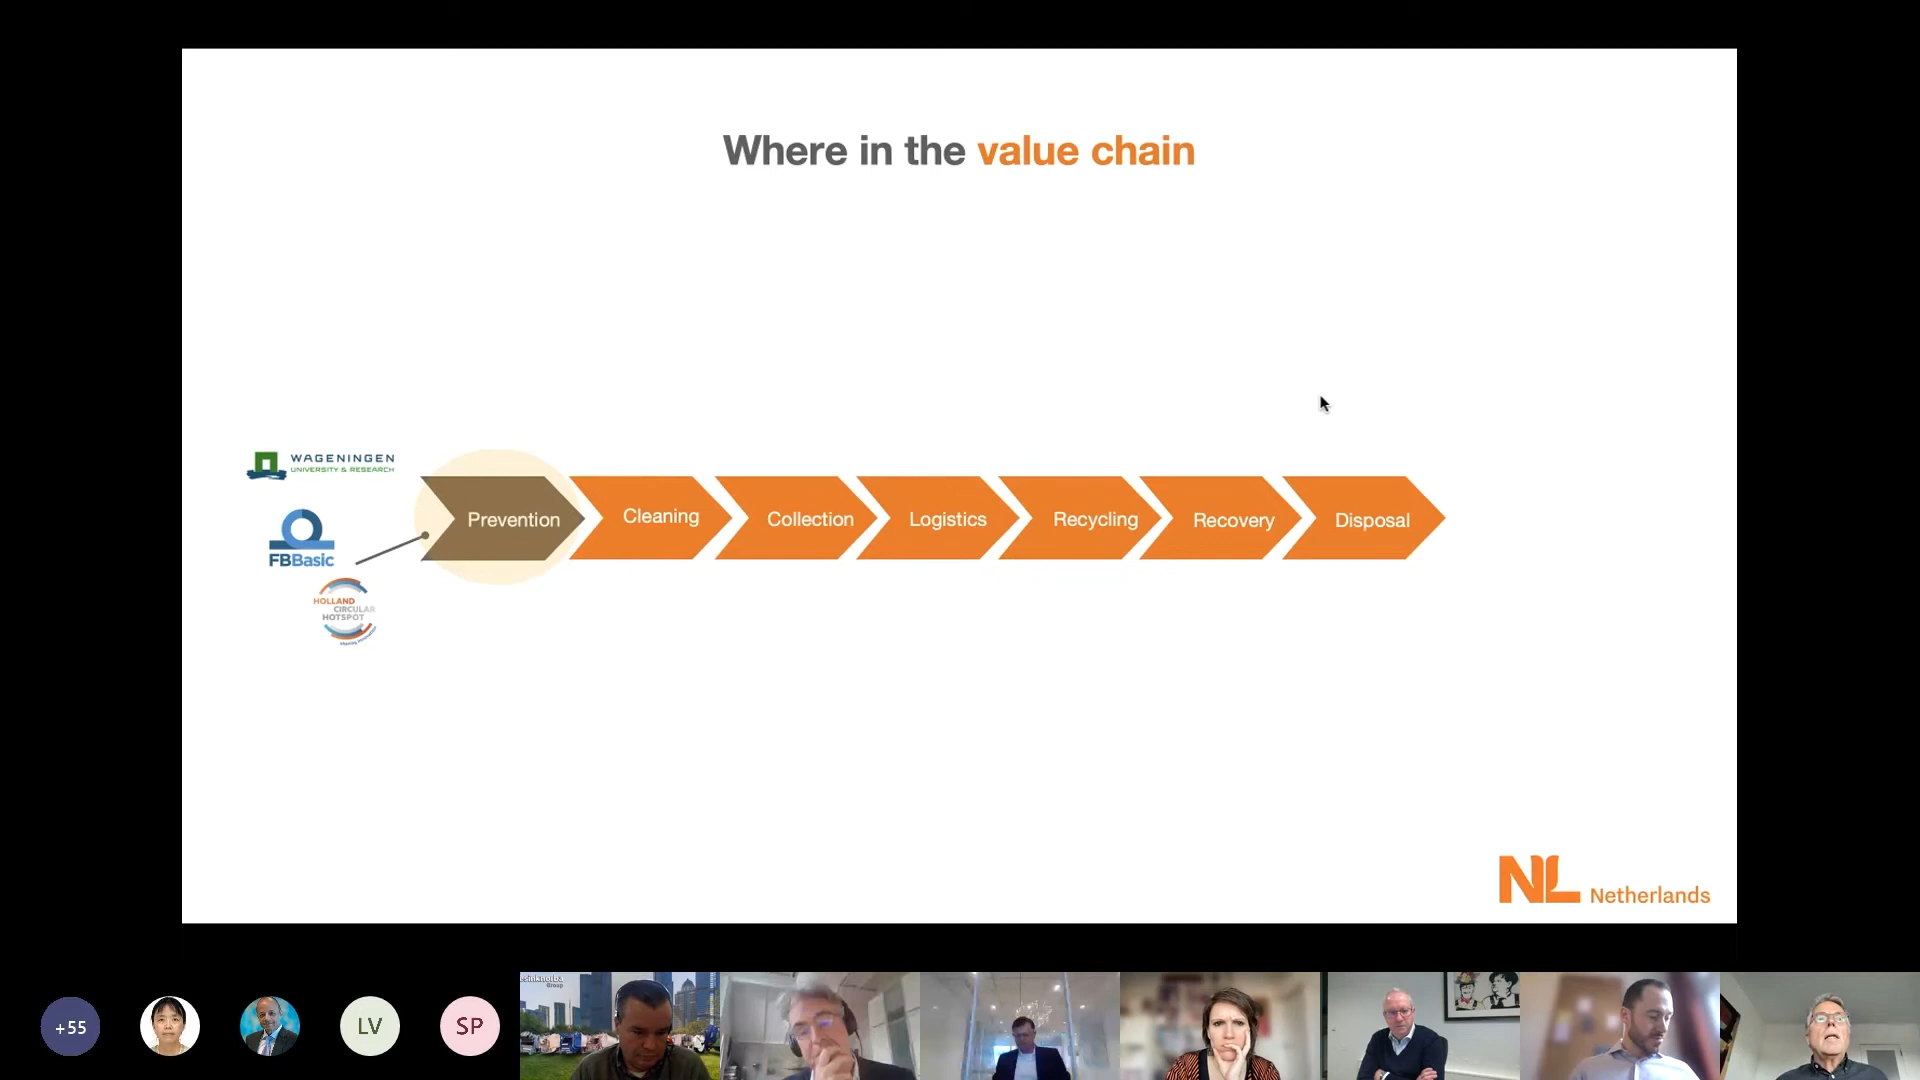 Where in the value chain
WAGENINGEN
UNIVERSITY & RESEARCH
FBBasic
HOLLAND
CIRCULAR
HOTSPOT
Prevention
Cleaning
Collection
Logistics
Recycling
Recovery
Disposal
NL Netherlands
+55
LV
SP
Group